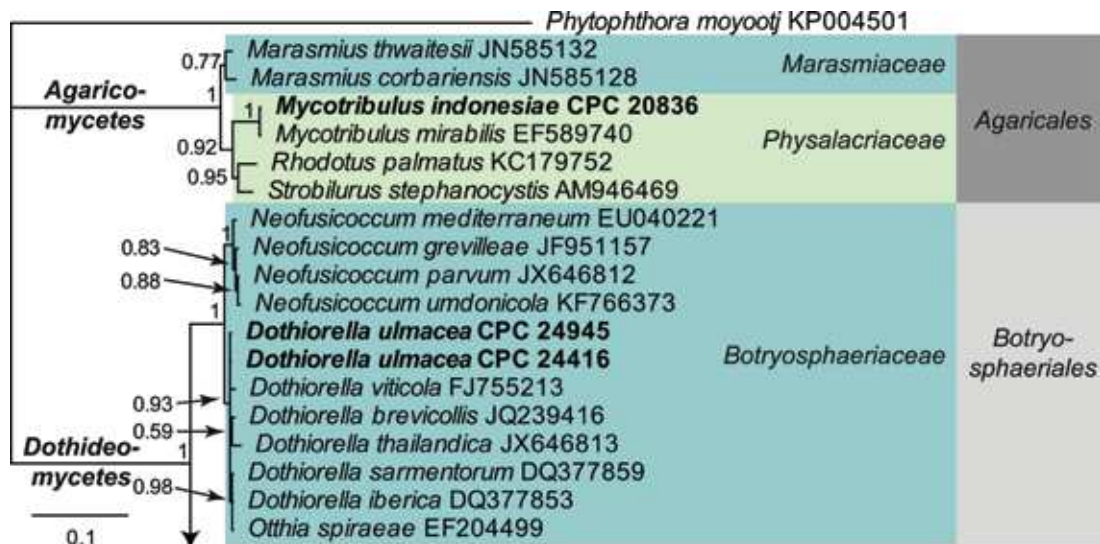 Phytophthora moyootj KP004501
0.77
Marasmius thwaitesii JN585132
Marasmius corbariensis JN585128
Marasmiaceae
Agarico-
mycetes
1
1
Mycotribulus indonesiae CPC 20836
Mycotribulus mirabilis EF589740
Physalacriaceae
Agaricales
0.92
Rhodotus palmatus KC179752
0.95
Strobilurus stephanocystis AM946469
Neofusicoccum mediterraneum EU040221
1
0.83
Neofusicoccum grevilleae JF951157
Neofusicoccum parvum JX646812
0.88
Neofusicoccum umdonicola KF766373
1
Dothiorella ulmacea CPC 24945
Dothiorella ulmacea CPC 24416
Botryosphaeriaceae
Botryo-
sphaeriales
Dothiorella viticola FJ755213
0.93
Dothiorella brevicollis JQ239416
0.59
Dothiorella thailandica JX646813
Dothideo-
mycetes
1
Dothiorella sarmentorum DQ377859
0.98
Dothiorella iberica DQ377853
Otthia spiraeae EF204499
0.1